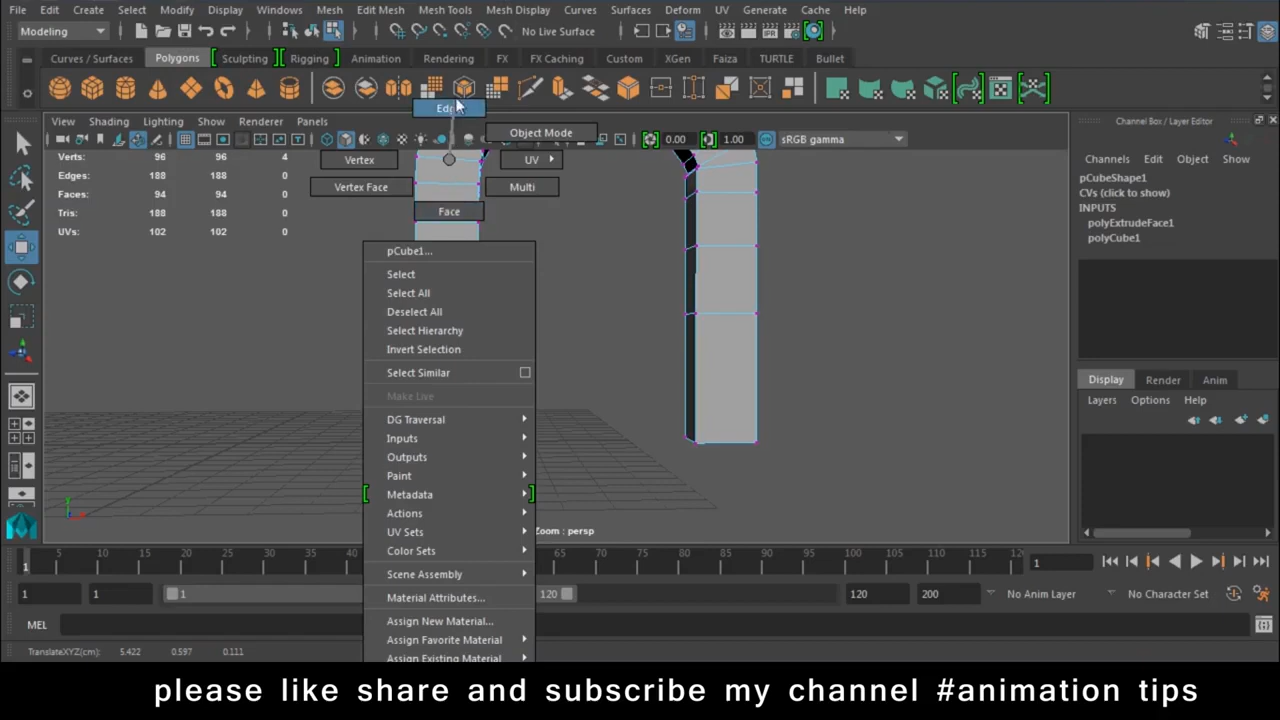 File Edit Create Select Modify Display Windows Mesh Edit Mesh Mesh Tools Mesh Display Curves Surfaces Deform UV Generate Cache Help
Modeling No Live Surface
Curves / Surfaces Polygons Sculpting Rigging Animation Rendering FX FX Caching Custom XGen Faiza TURTLE Bullet
View Shading Lighting Show Renderer Panels
0.00 1.00 sRGB gamma
Channel Box / Layer Editor
Channels Edit Object Show
pCubeShape1
CVs (click to show)
INPUTS
polyExtrudeFace1
polyCube1
Verts: 96 96 4
Edges: 188 188 0
Faces: 94 94 0
Tris: 188 188 0
UVs: 102 102 0
Object Mode
Vertex UV
Vertex Face Multi
Face
pCube1...
Select
Select All
Deselect All
Select Hierarchy
Invert Selection
Select Similar
Make Live
DG Traversal
Inputs
Outputs
Paint
Metadata
Actions
UV Sets
Color Sets
Scene Assembly
Material Attributes...
Assign New Material...
Assign Favorite Material
Assign Existing Material
Zoom : persp
Display Render Anim
Layers Options Help
5 10 15 20 25 30 35 40 65 70 75 80 85 90 95 100 105 110 115
1 1
1 1 1 120 120 200 No Anim Layer No Character Set
MEL
TranslateXYZ(cm): 5.422 0.597 0.111
please like share and subscribe my channel #animation tips